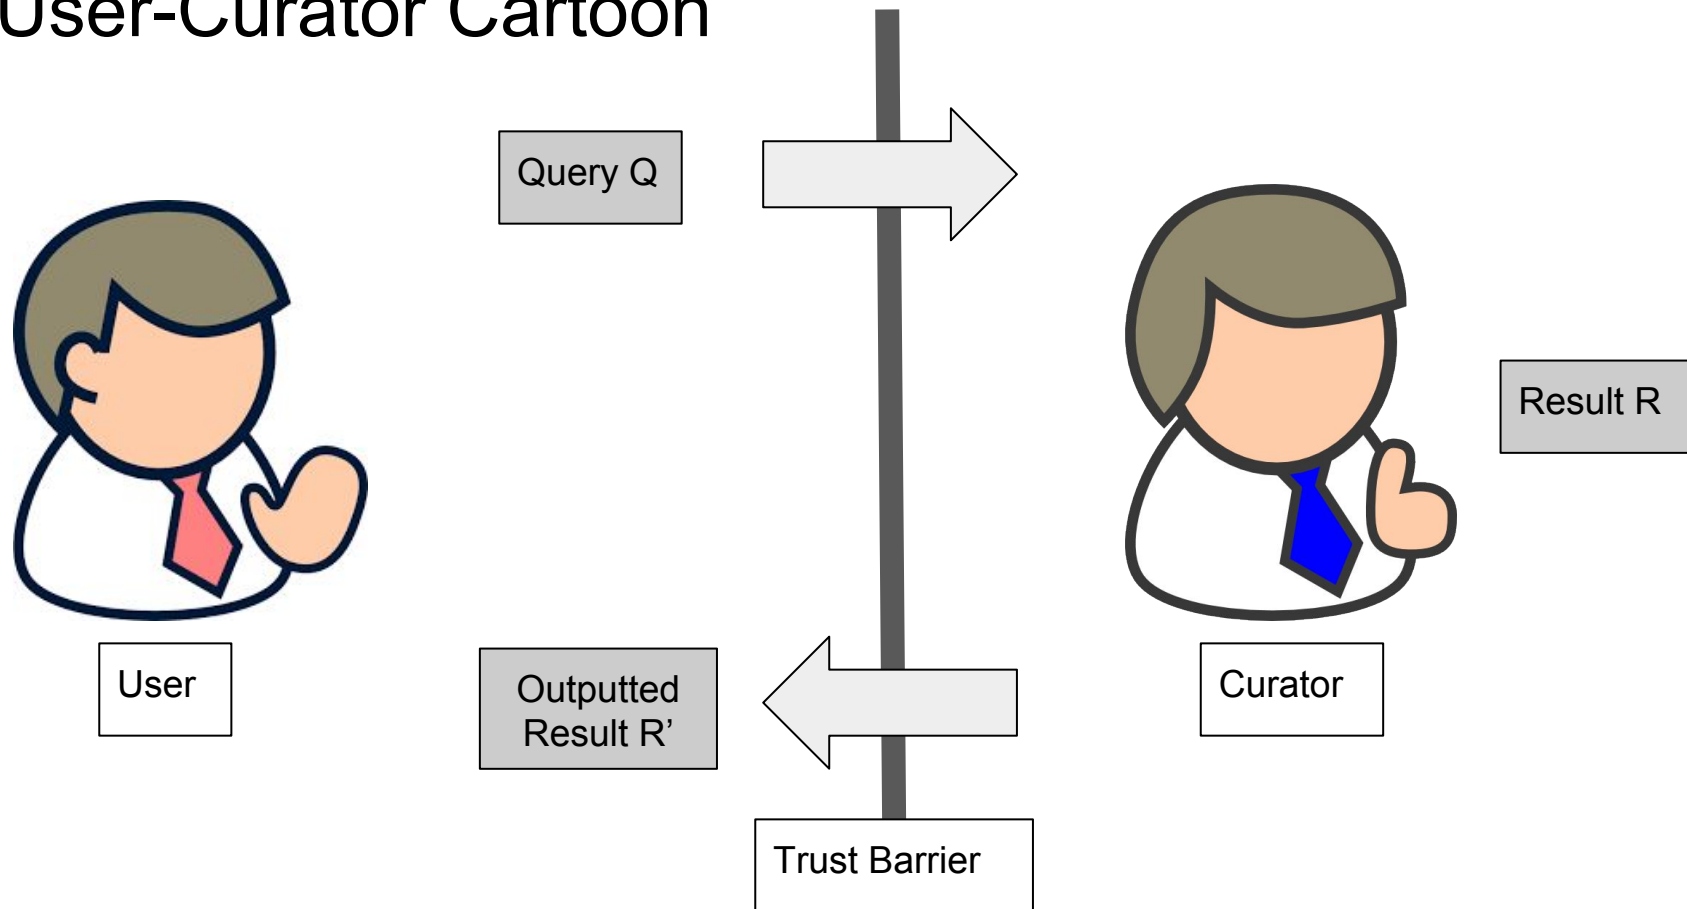 User-Curator Cartoon
Query Q
Result R
User
Outputted
Result R’
Curator
Trust Barrier